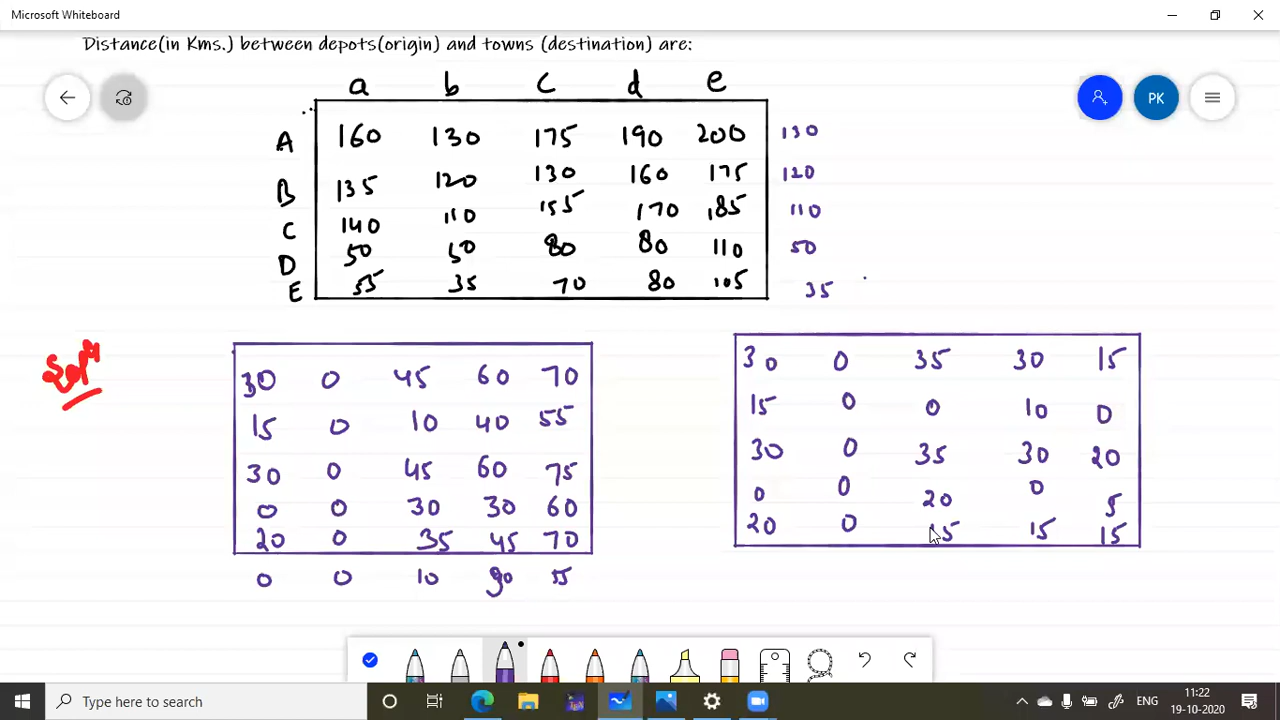 Microsoft Whiteboard
Distance(in Kms.) between depots(origin) and towns (destination) are:
a b c d e
PK
A 160 130 175 190 200 130
B 135 120 130 160 175 120
C 140 110 155 170 185 110
D 50 50 80 80 110 50
E 55 35 70 80 105 35
Solⁿ
30 0 45 60 70
15 0 10 40 55
30 0 45 60 75
0 0 30 30 60
20 0 35 45 70
0 0 10 30 55
30 0 35 30 15
15 0 0 10 0
30 0 35 30 20
0 0 20 0 5
20 0 25 15 15
Type here to search
ENG
11:22
19-10-2020